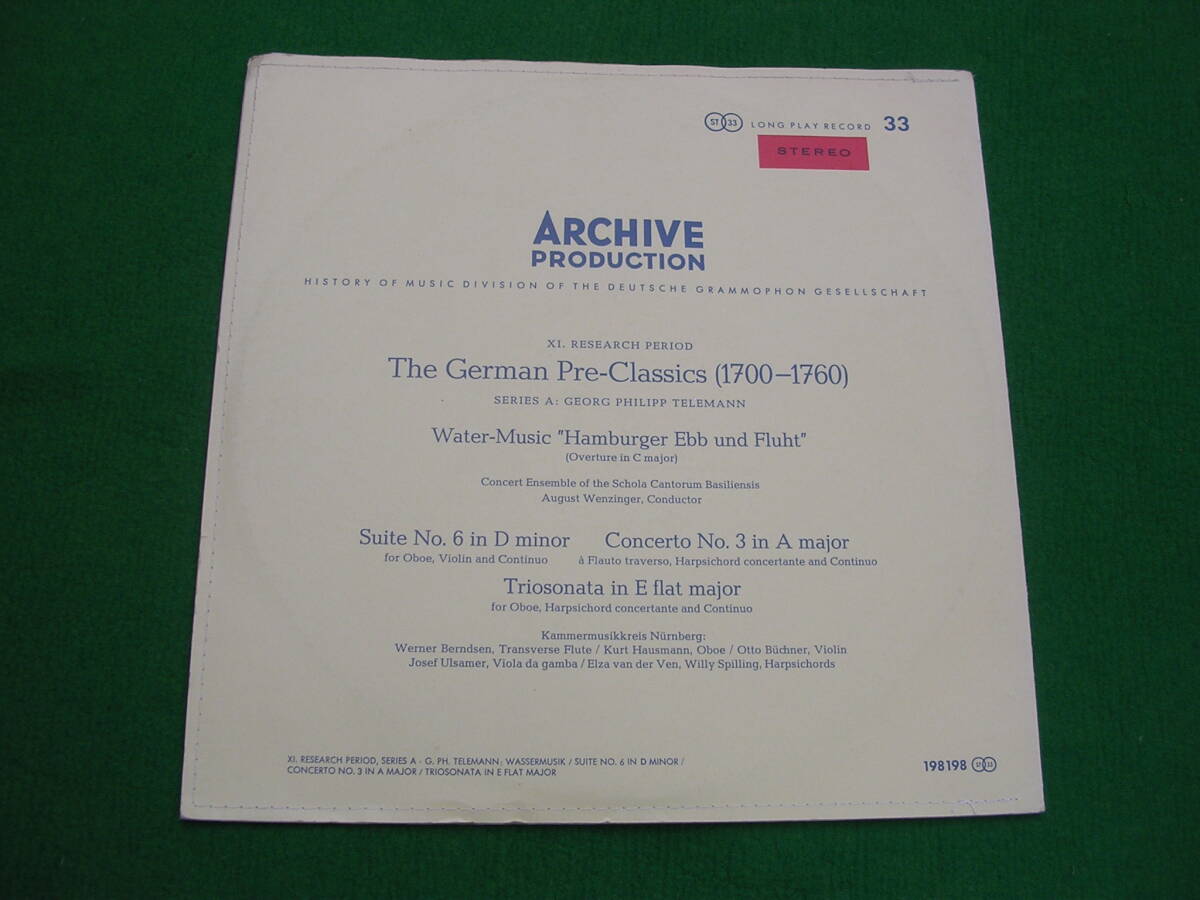 ST 33 LONG PLAY RECORD 33
STEREO
ARCHIVE
PRODUCTION
HISTORY OF MUSIC DIVISION OF THE DEUTSCHE GRAMMOPHON GESELLSCHAFT
XI. RESEARCH PERIOD
The German Pre-Classics (1700–1760)
SERIES A: GEORG PHILIPP TELEMANN
Water-Music "Hamburger Ebb und Fluht"
(Overture in C major)
Concert Ensemble of the Schola Cantorum Basiliensis
August Wenzinger, Conductor
Suite No. 6 in D minor Concerto No. 3 in A major
for Oboe, Violin and Continuo à Flauto traverso, Harpsichord concertante and Continuo
Triosonata in E flat major
for Oboe, Harpsichord concertante and Continuo
Kammermusikkreis Nürnberg:
Werner Berndsen, Transverse Flute / Kurt Hausmann, Oboe / Otto Büchner, Violin
Josef Ulsamer, Viola da gamba / Elza van der Ven, Willy Spilling, Harpsichords
XI. RESEARCH PERIOD, SERIES A · G. PH. TELEMANN: WASSERMUSIK / SUITE NO. 6 IN D MINOR /
CONCERTO NO. 3 IN A MAJOR / TRIOSONATA IN E FLAT MAJOR
198198 ST 33